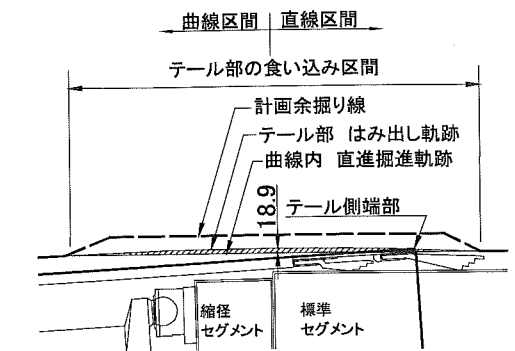 曲線区間 直線区間
テール部の食い込み区間
計画余掘り線
テール部 はみ出し軌跡
曲線内 直進掘進軌跡
18.9
テール側端部
縮径
セグメント
標準
セグメント